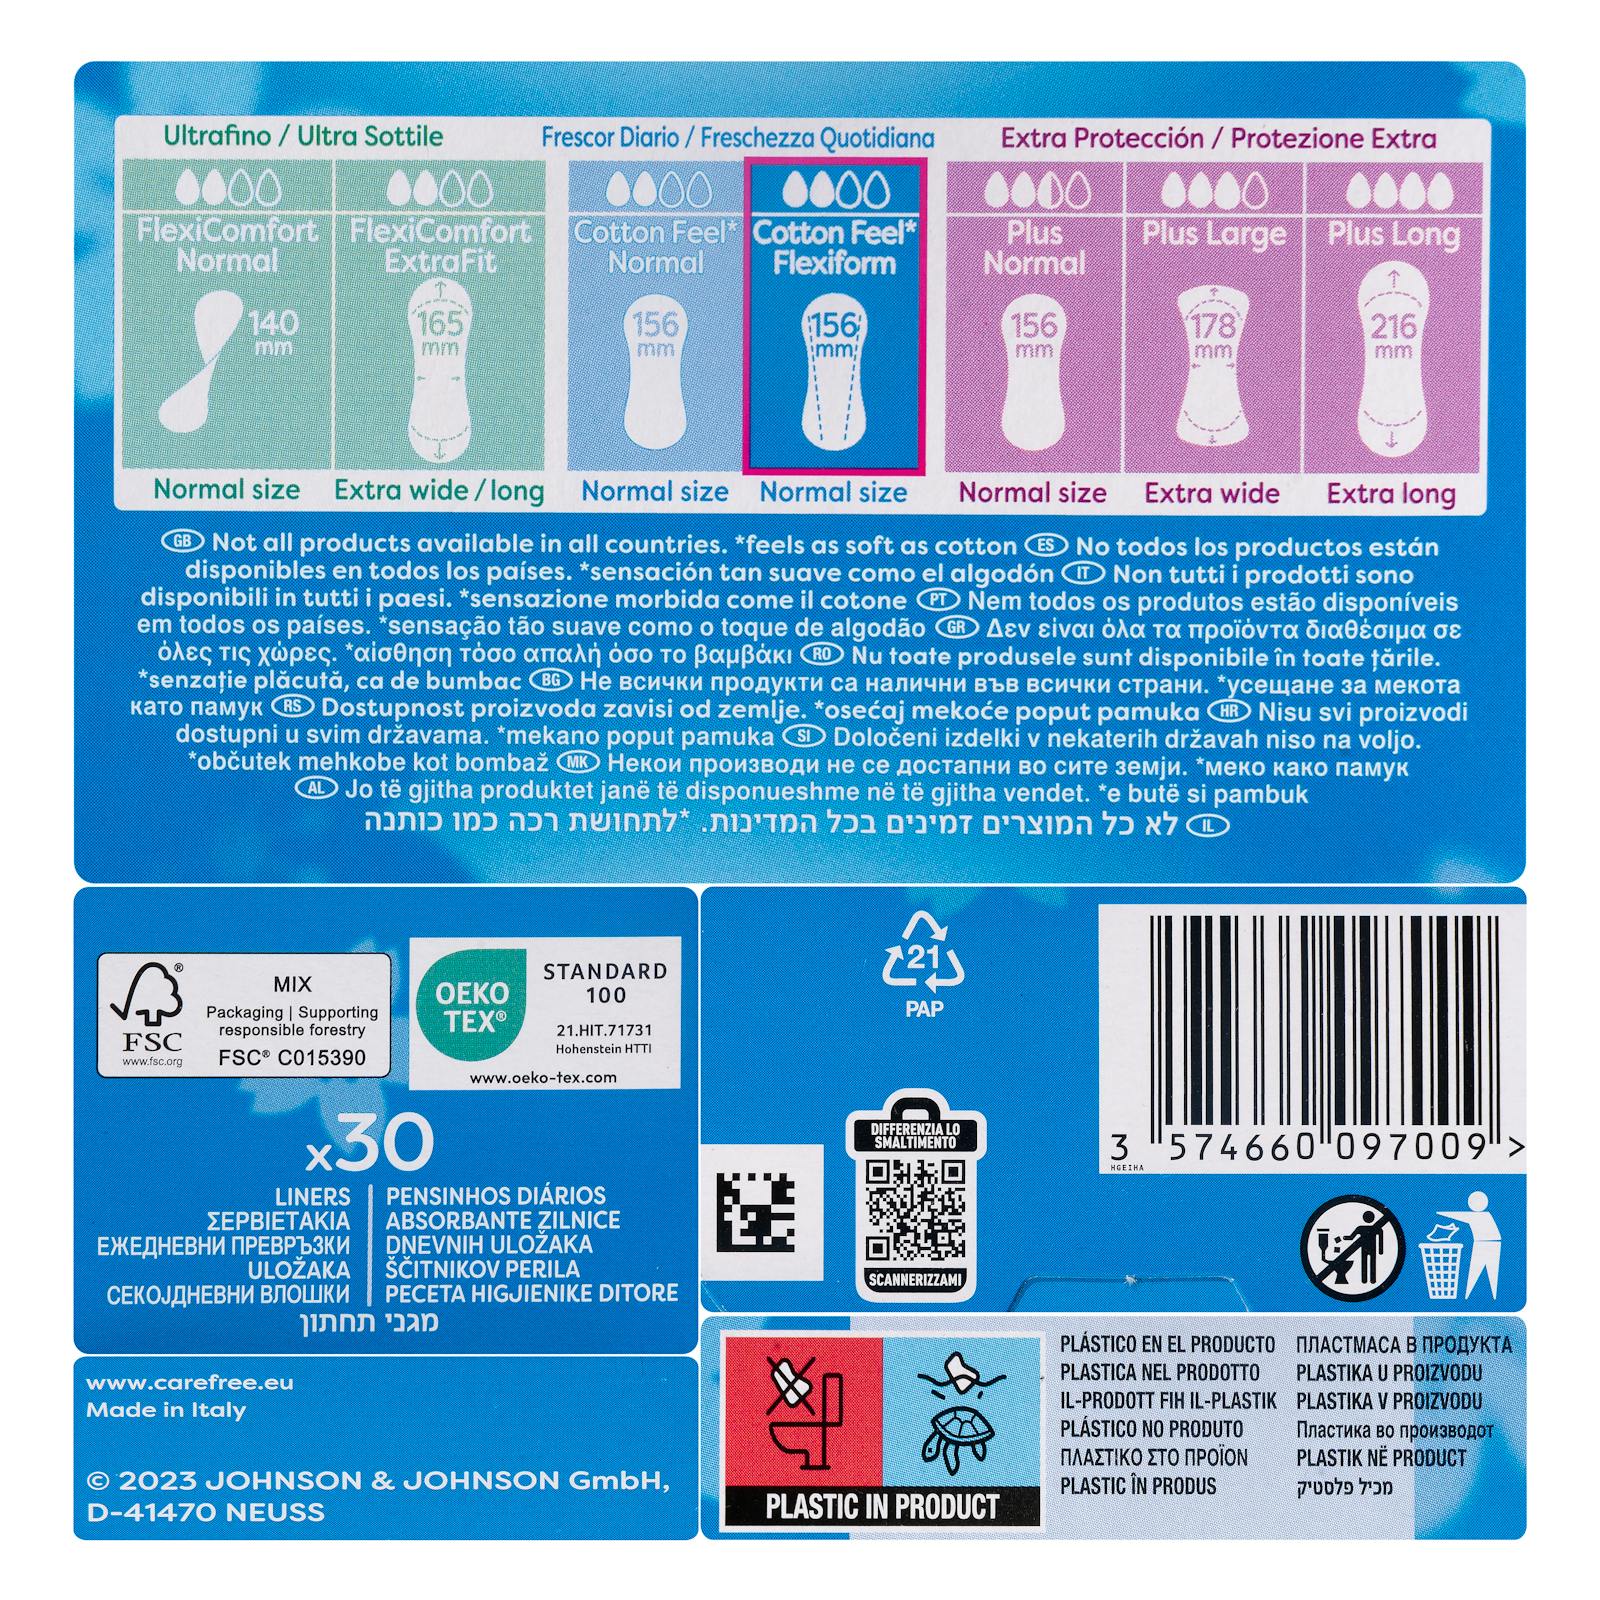 Ultrafino / Ultra Sottile
Frescor Diario / Freschezza Quotidiana
Extra Protección / Protezione Extra
FlexiComfort
Normal
140
mm
Normal size
FlexiComfort
ExtraFit
165
mm
Extra wide / long
Cotton Feel*
Normal
156
mm
Normal size
Cotton Feel*
Flexiform
156
mm
Normal size
Plus
Normal
156
mm
Normal size
Plus Large
178
mm
Extra wide
Plus Long
216
mm
Extra long
GB Not all products available in all countries. *feels as soft as cotton ES No todos los productos están
disponibles en todos los países. *sensación tan suave como el algodón IT Non tutti i prodotti sono
disponibili in tutti i paesi. *sensazione morbida come il cotone PT Nem todos os produtos estão disponíveis
em todos os países. *sensação tão suave como o toque de algodão GR Δεν είναι όλα τα προϊόντα διαθέσιμα σε
όλες τις χώρες. *αίσθηση τόσο απαλή όσο το βαμβάκι RO Nu toate produsele sunt disponibile în toate țările.
*senzație plăcută, ca de bumbac BG Не всички продукти са налични във всички страни. *усещане за мекота
като памук RS Dostupnost proizvoda zavisi od zemlje. *osećaj mekoće poput pamuka HR Nisu svi proizvodi
dostupni u svim državama. *mekano poput pamuka SI Določeni izdelki v nekaterih državah niso na voljo.
*občutek mehkobe kot bombaž MK Некои производи не се достапни во сите земји. *меко како памук
AL Jo të gjitha produktet janë të disponueshme në të gjitha vendet. *e butë si pambuk
IL לא כל המוצרים זמינים בכל המדינות. *לתחושת רכה כמו כותנה
FSC
www.fsc.org
MIX
Packaging | Supporting
responsible forestry
FSC® C015390
OEKO
TEX®
STANDARD
100
21.HIT.71731
Hohenstein HTTI
www.oeko-tex.com
x30
LINERS
ΣΕΡΒΙΕΤΑΚΙΑ
ЕЖЕДНЕВНИ ПРЕВРЪЗКИ
ULOŽAKA
СЕКОЈДНЕВНИ ВЛОШКИ
PENSINHOS DIÁRIOS
ABSORBANTE ZILNICE
DNEVNIH ULOŽAKA
ŠČITNIKOV PERILA
PECETA HIGJIENIKE DITORE
מגני תחתון
www.carefree.eu
Made in Italy
© 2023 JOHNSON & JOHNSON GmbH,
D-41470 NEUSS
21
PAP
DIFFERENZIA LO
SMALTIMENTO
SCANNERIZZAMI
3 574660 097009 >
HGEIHA
PLASTIC IN PRODUCT
PLÁSTICO EN EL PRODUCTO
PLASTICA NEL PRODOTTO
IL-PRODOTT FIH IL-PLASTIK
PLÁSTICO NO PRODUTO
ΠΛΑΣΤΙΚΟ ΣΤΟ ΠΡΟΪΟΝ
PLASTIC ÎN PRODUS
ПЛАСТМАСА В ПРОДУКТА
PLASTIKA U PROIZVODU
PLASTIKA V PROIZVODU
Пластика во производот
PLASTIK NË PRODUCT
מכיל פלסטיק